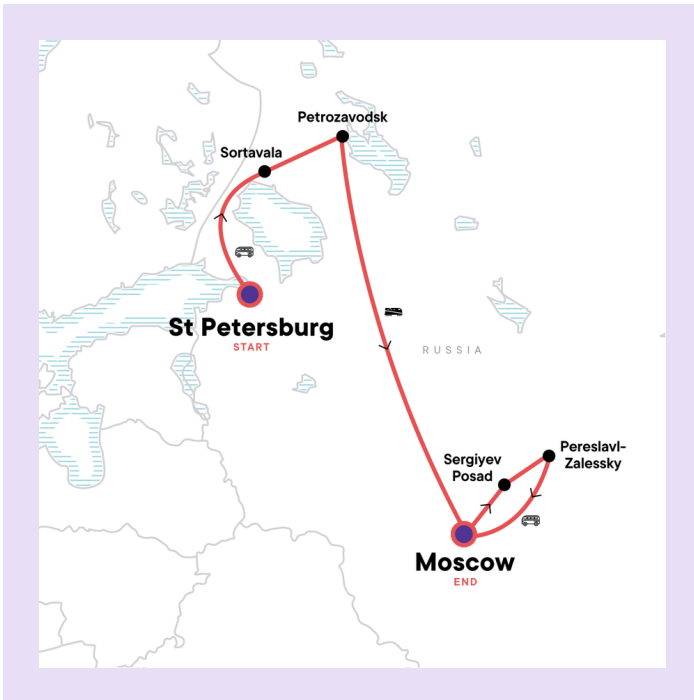 Petrozavodsk
Sortavala
St Petersburg
START
RUSSIA
Sergiyev
Posad
Pereslavl-
Zalessky
Moscow
END